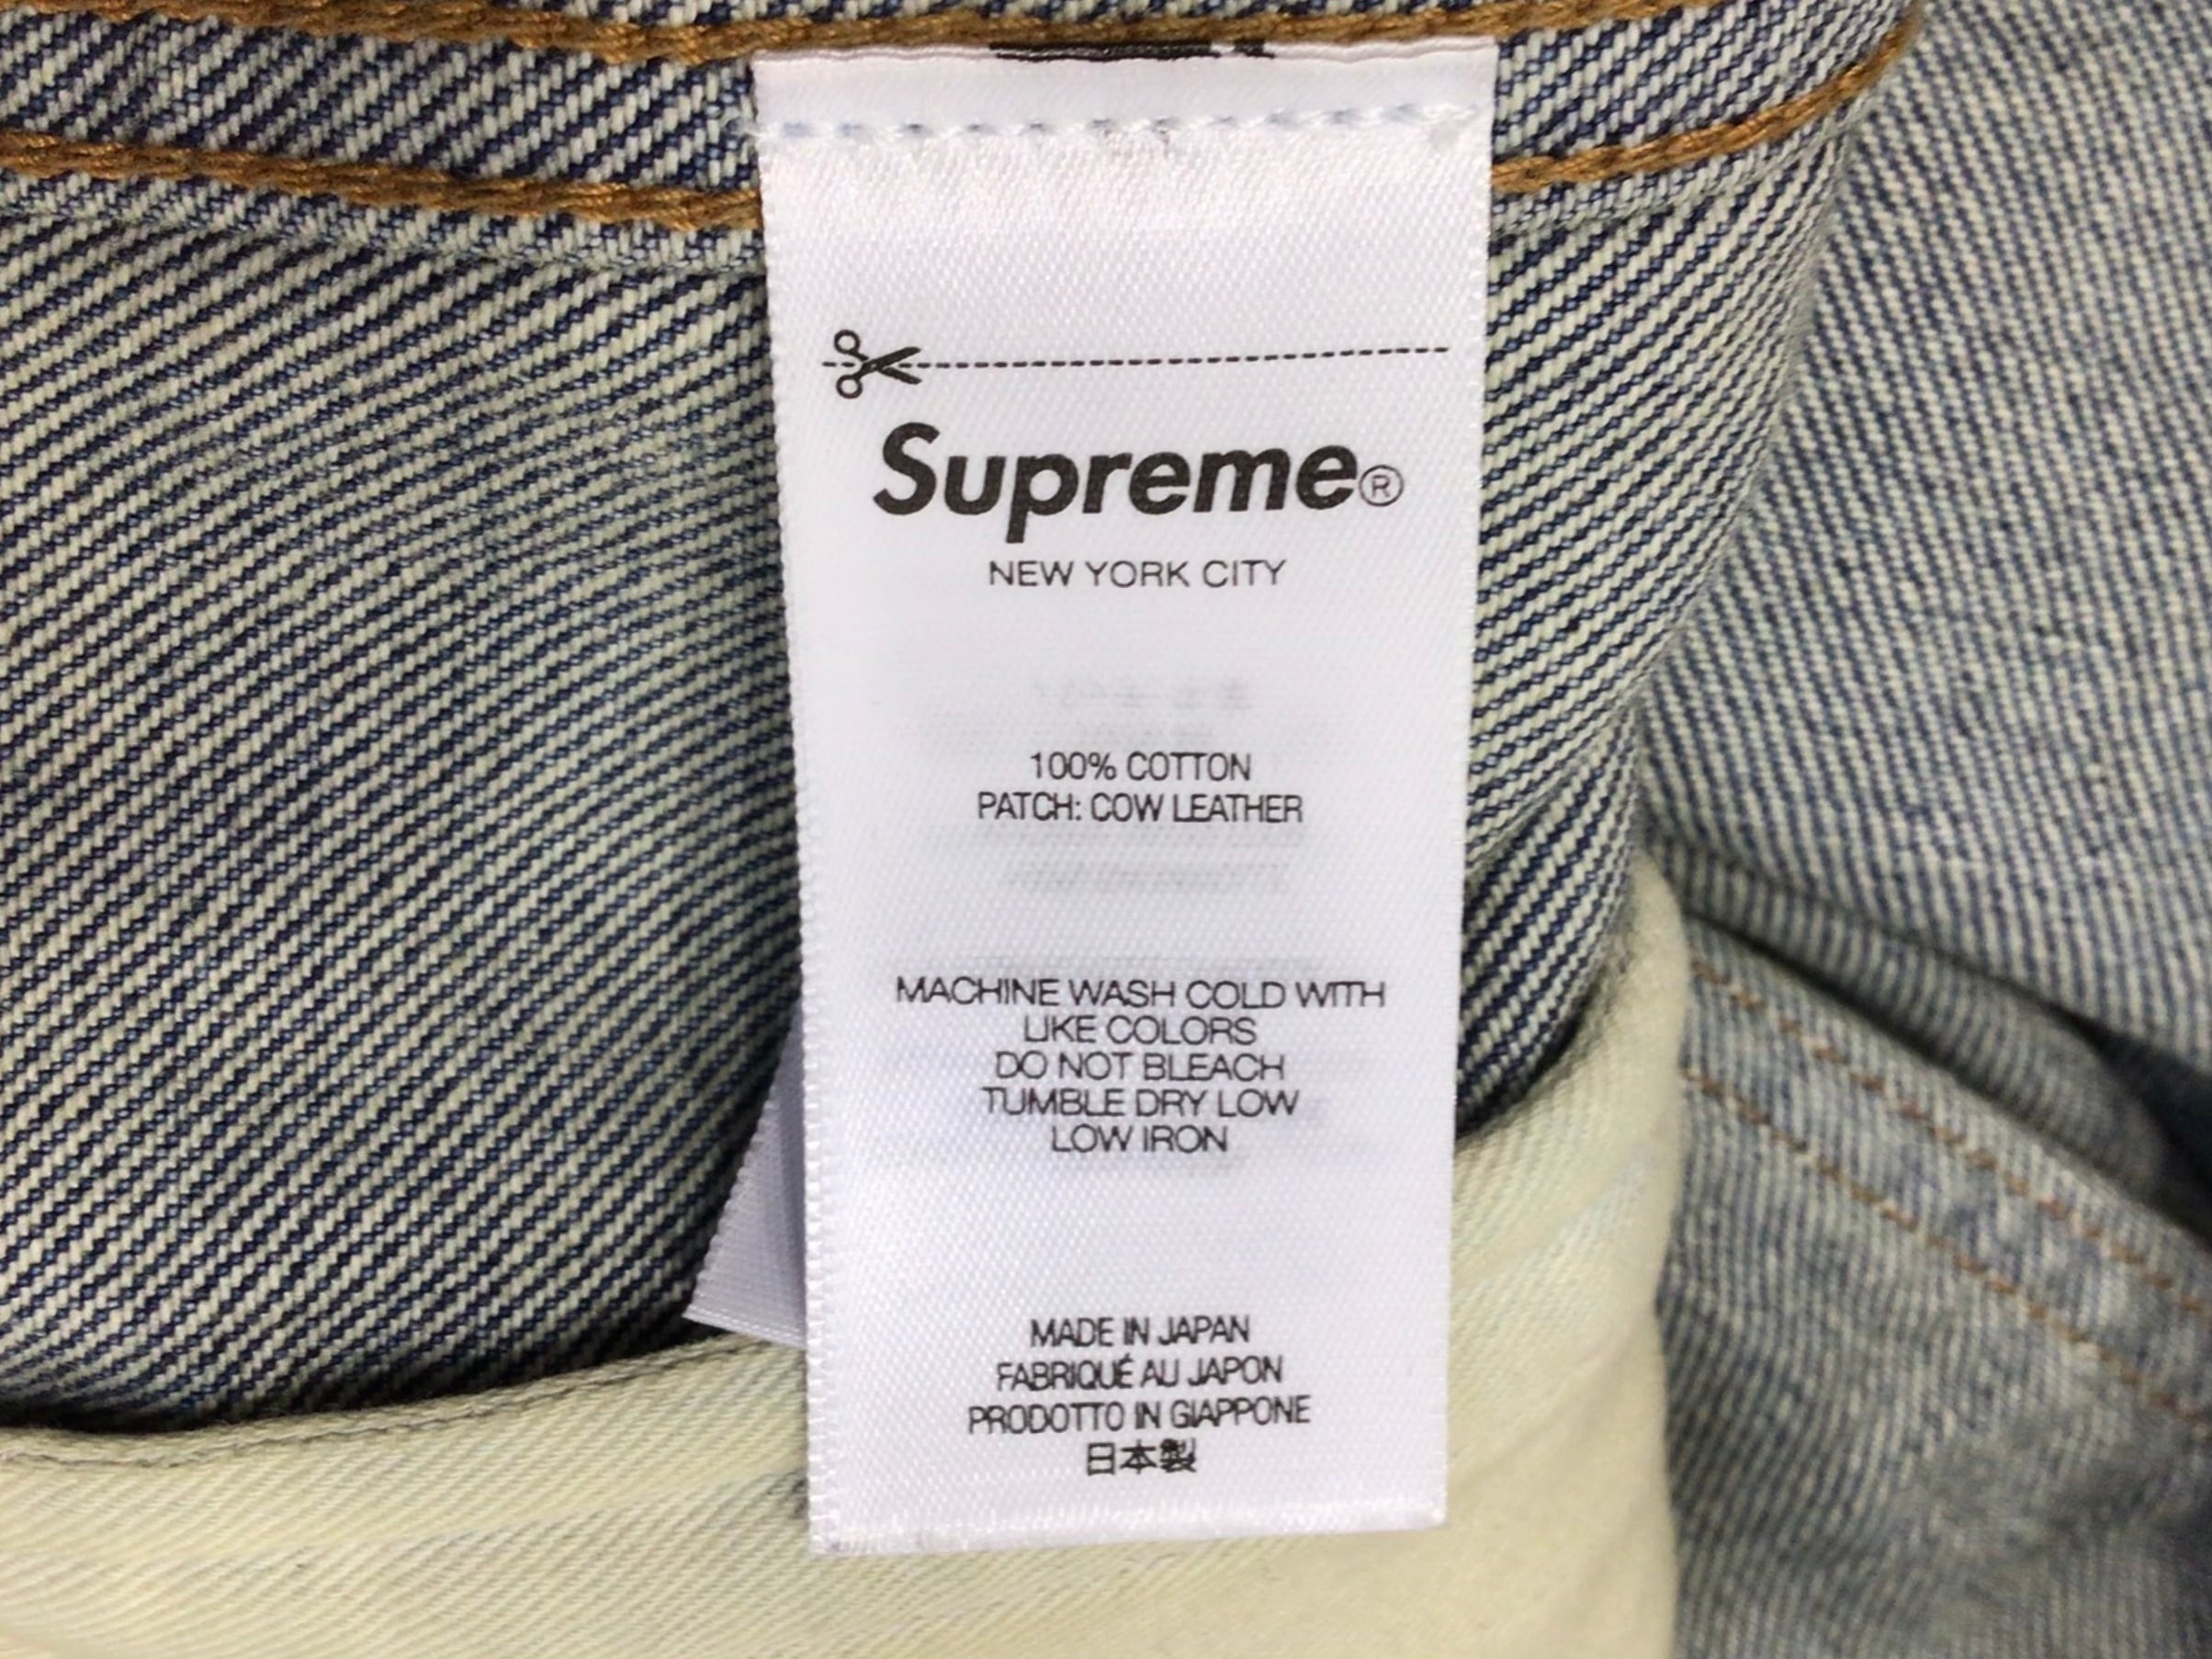 Supreme®
NEW YORK CITY
100% COTTON
PATCH: COW LEATHER
MACHINE WASH COLD WITH
LIKE COLORS
DO NOT BLEACH
TUMBLE DRY LOW
LOW IRON
MADE IN JAPAN
FABRIQUÉ AU JAPON
PRODOTTO IN GIAPPONE
日本製